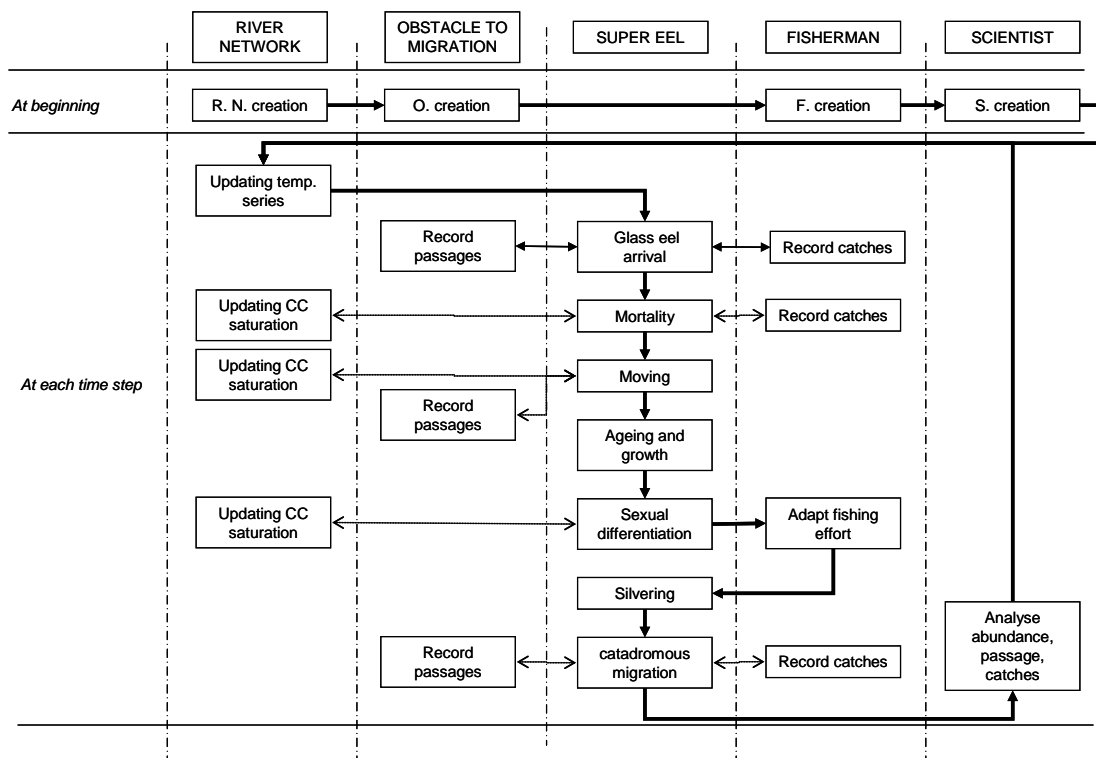 RIVER
NETWORK
OBSTACLE TO
MIGRATION
SUPER EEL
FISHERMAN
SCIENTIST
At beginning
R. N. creation
O. creation
F. creation
S. creation
At each time step
Updating temp.
series
Record
passages
Glass eel
arrival
Record catches
Updating CC
saturation
Mortality
Record catches
Updating CC
saturation
Moving
Record
passages
Ageing and
growth
Updating CC
saturation
Sexual
differentiation
Adapt fishing
effort
Silvering
Analyse
abundance,
passage,
catches
Record
passages
catadromous
migration
Record catches